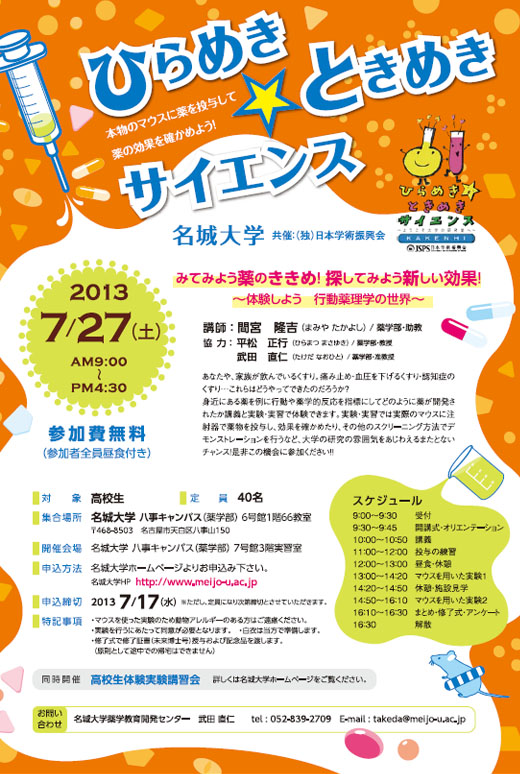 ひらめき☆ときめき
サイエンス
本物のマウスに薬を投与して
薬の効果を確かめよう!
ひらめき☆
ときめき
サイエンス
KAKENHI
JSPS日本学術振興会
名城大学 共催:(独)日本学術振興会
みてみよう薬のききめ! 探してみよう新しい効果!
〜体験しよう 行動薬理学の世界〜
2013
7/27(土)
AM9:00
〜
PM4:30
参加費無料
(参加者全員昼食付き)
講師:間宮 隆吉(まみや たかよし)/ 薬学部・助教
協力:平松 正行(ひらまつ まさゆき)/ 薬学部・教授
武田 直仁(たけだ なおひと)/ 薬学部・准教授
あなたや、家族が飲んでいるくすり。痛み止め・血圧を下げるくすり・認知症の
くすり…これらはどうやってできたのだろうか?
身近にある薬を例に行動や薬学的反応を指標にしてどのように薬が開発さ
れたか講義と実験・実習で体験できます。実験・実習では実際のマウスに注
射器で薬物を投与し、効果を確かめたり、その他のスクリーニング方法でデ
モンストレーションを行うなど、大学の研究の雰囲気をあじわえるまたとない
チャンス!是非この機会に参加ください!!
対象 高校生 定員 40名
集合場所 名城大学 八事キャンパス(薬学部) 6号館1階66教室
〒468-8503 名古屋市天白区八事山150
開催会場 名城大学 八事キャンパス(薬学部) 7号館3階実習室
申込方法 名城大学ホームページよりお申込み下さい。
名城大学HP http://www.meijo-u.ac.jp
申込締切 2013 7/17(水) ※ただし、定員になり次第締切とさせていただきます。
特記事項 ・マウスを使った実験のため動物アレルギーのある方はご遠慮ください。
・実験を行うにあたって同意が必要となります。 ・白衣は当方で準備します。
・修了式で修了証書(未来博士号)授与および記念品を渡します。
(原則として途中での帰宅はできません)
スケジュール
9:00〜9:30 受付
9:30〜9:45 開講式・オリエンテーション
10:00〜10:50 講義
11:00〜12:00 投与の練習
12:00〜13:00 昼食・休憩
13:00〜14:20 マウスを用いた実験1
14:20〜14:50 休憩・施設見学
14:50〜16:10 マウスを用いた実験2
16:10〜16:30 まとめ・修了式・アンケート
16:30 解散
同時開催 高校生体験実験講習会 詳しくは名城大学ホームページをご覧ください。
お問い
合わせ
名城大学薬学教育開発センター 武田 直仁 tel : 052-839-2709 E-mail : takeda@meijo-u.ac.jp